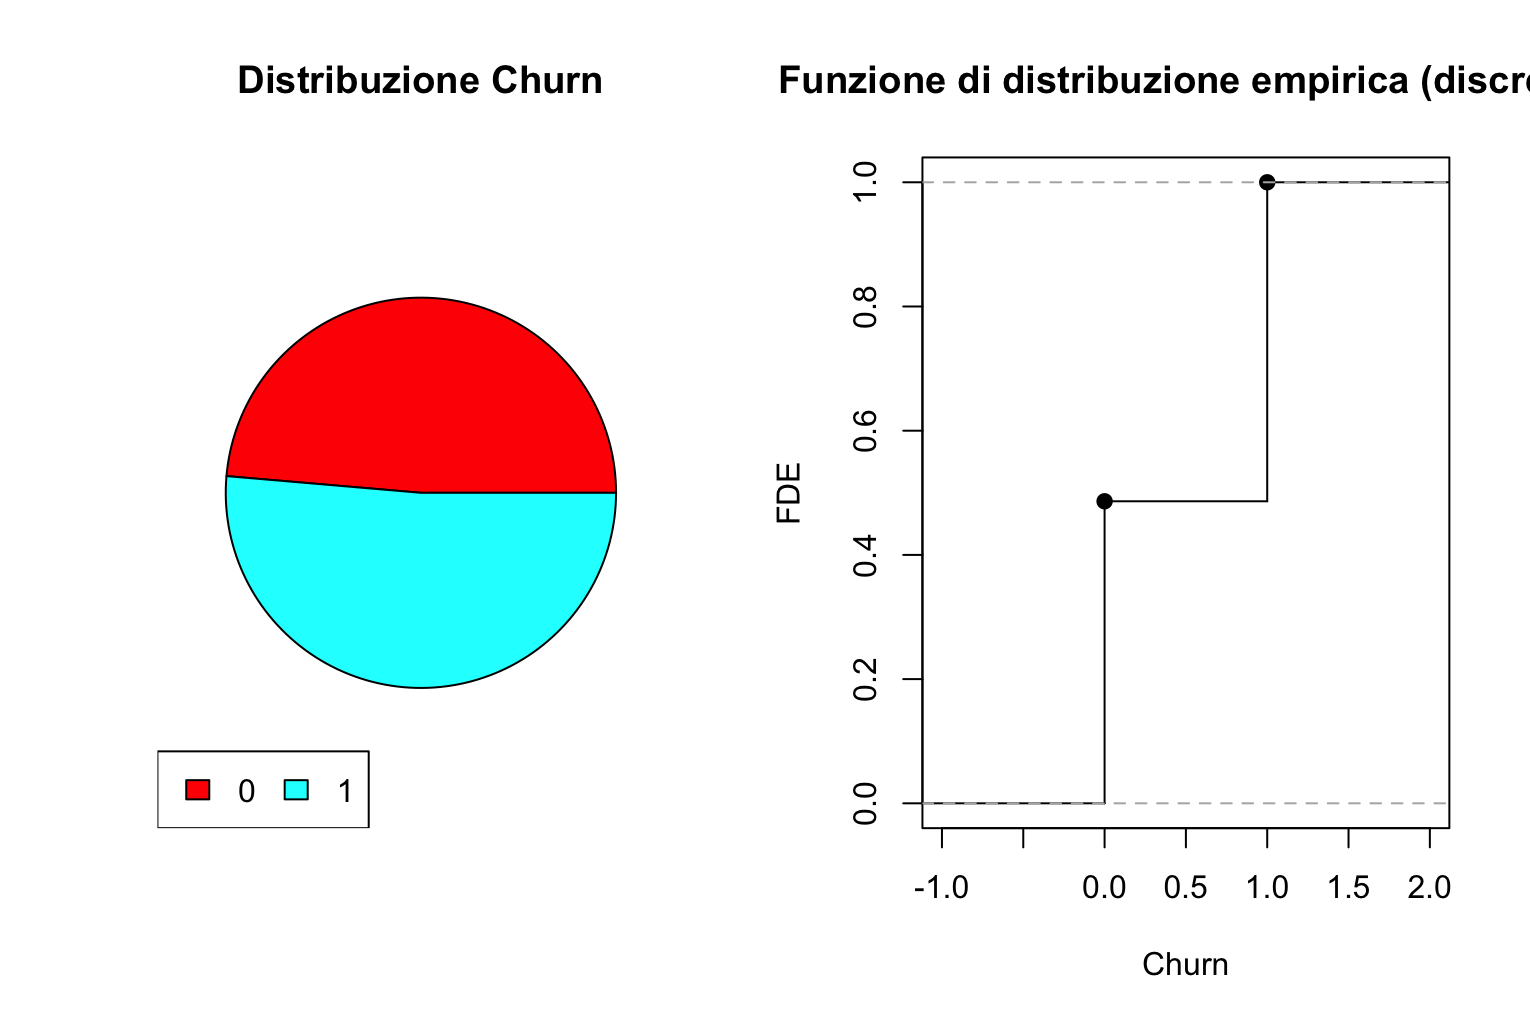 Distribuzione Churn
0 1
Funzione di distribuzione empirica (discre
FDE
1.0
0.8
0.6
0.4
0.2
0.0
-1.0 0.0 0.5 1.0 1.5 2.0
Churn